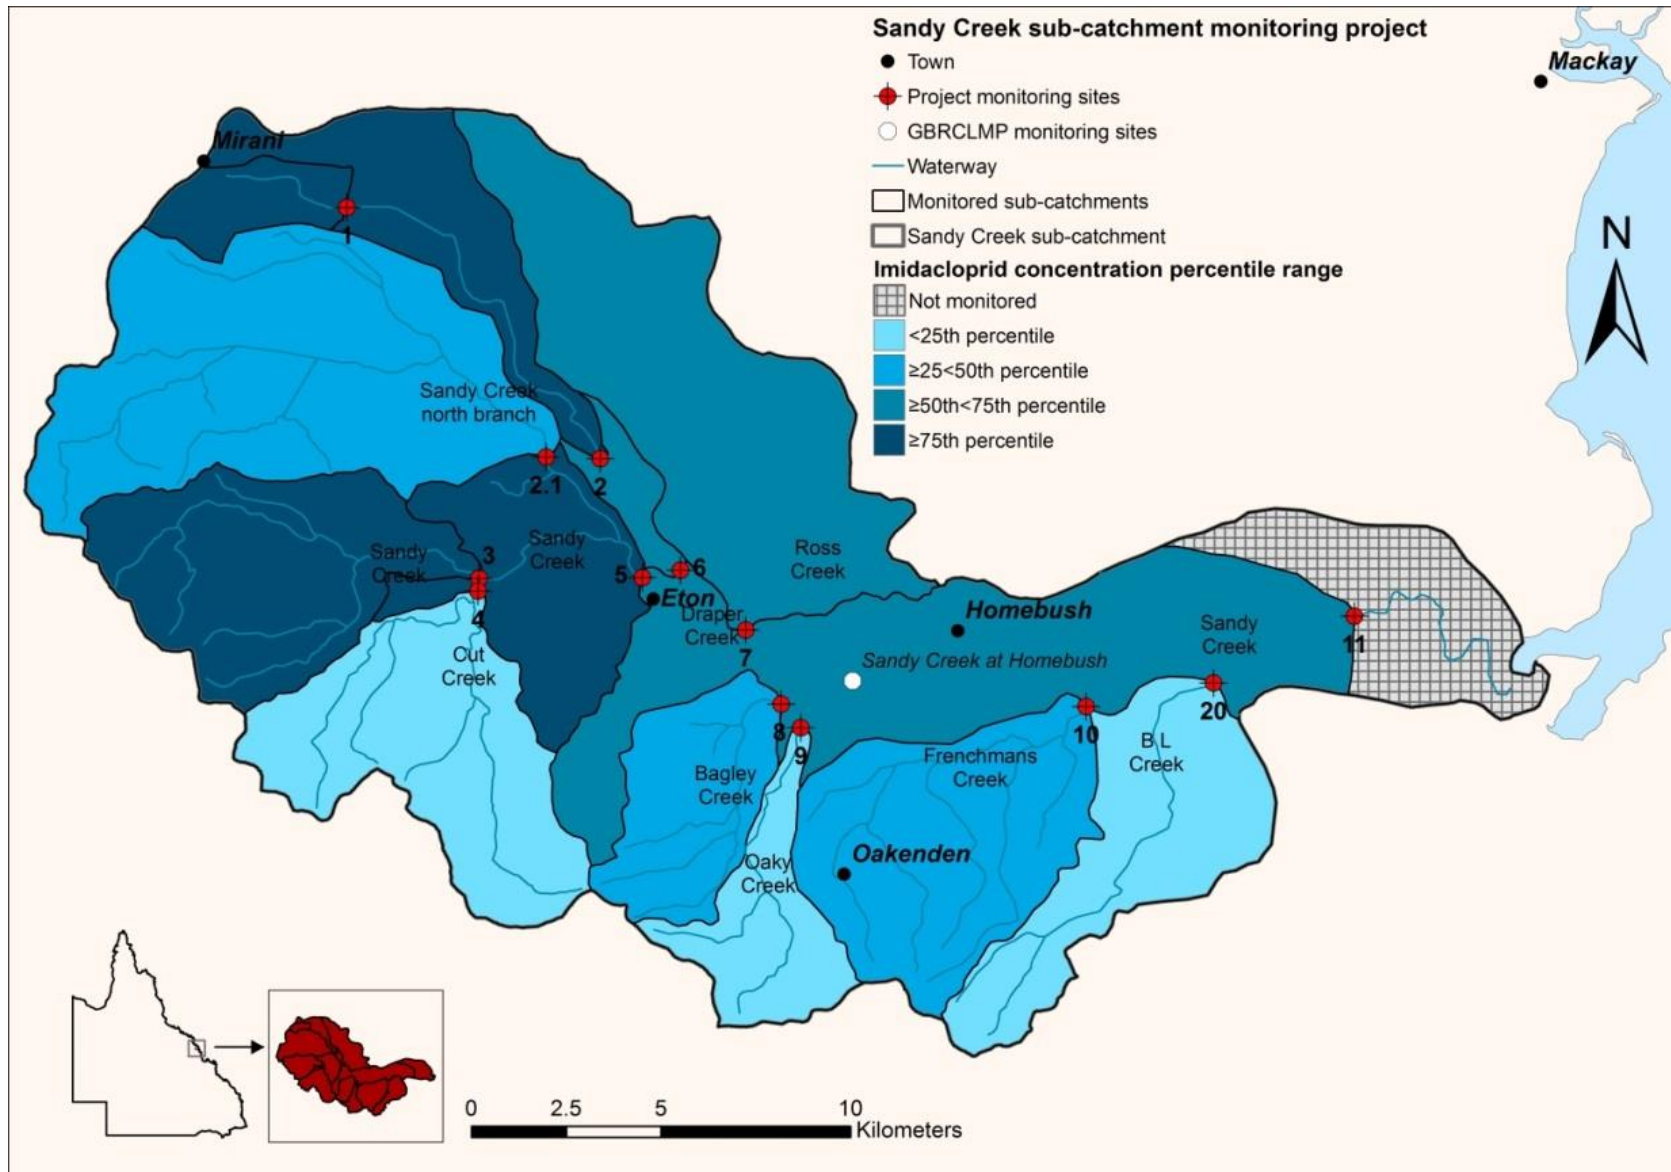 Sandy Creek sub-catchment monitoring project
Town
Project monitoring sites
GBRCLMP monitoring sites
Waterway
Monitored sub-catchments
Sandy Creek sub-catchment
Imidacloprid concentration percentile range
Not monitored
<25th percentile
≥25<50th percentile
≥50th<75th percentile
≥75th percentile
Mackay
N
Mirani
1
Sandy Creek
north branch
2.1
2
3
Sandy
Creek
Sandy
Creek
4
Cut
Creek
5
6
Eton
Draper
Creek
7
Ross
Creek
Homebush
Sandy Creek at Homebush
Sandy
Creek
11
8
9
10
20
Bagley
Creek
Frenchmans
Creek
B L
Creek
Oaky
Creek
Oakenden
0
2.5
5
10
Kilometers